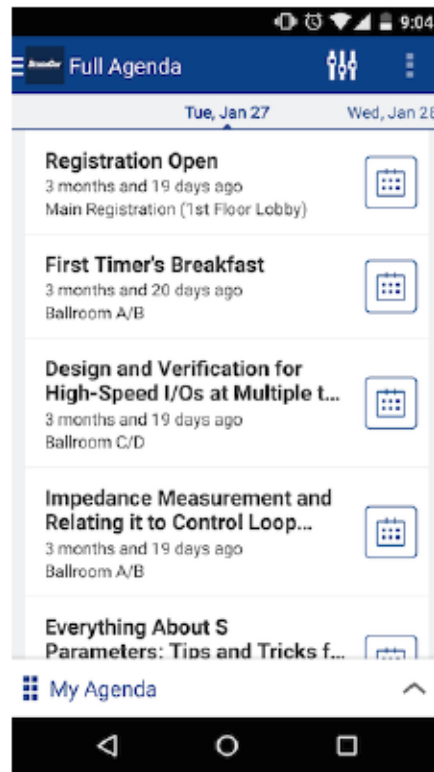 9:04
Full Agenda
Tue, Jan 27 Wed, Jan 28
Registration Open
3 months and 19 days ago
Main Registration (1st Floor Lobby)
First Timer's Breakfast
3 months and 20 days ago
Ballroom A/B
Design and Verification for
High-Speed I/Os at Multiple t...
3 months and 19 days ago
Ballroom C/D
Impedance Measurement and
Relating it to Control Loop...
3 months and 19 days ago
Ballroom A/B
Everything About S
Parameters: Tips and Tricks f...
My Agenda